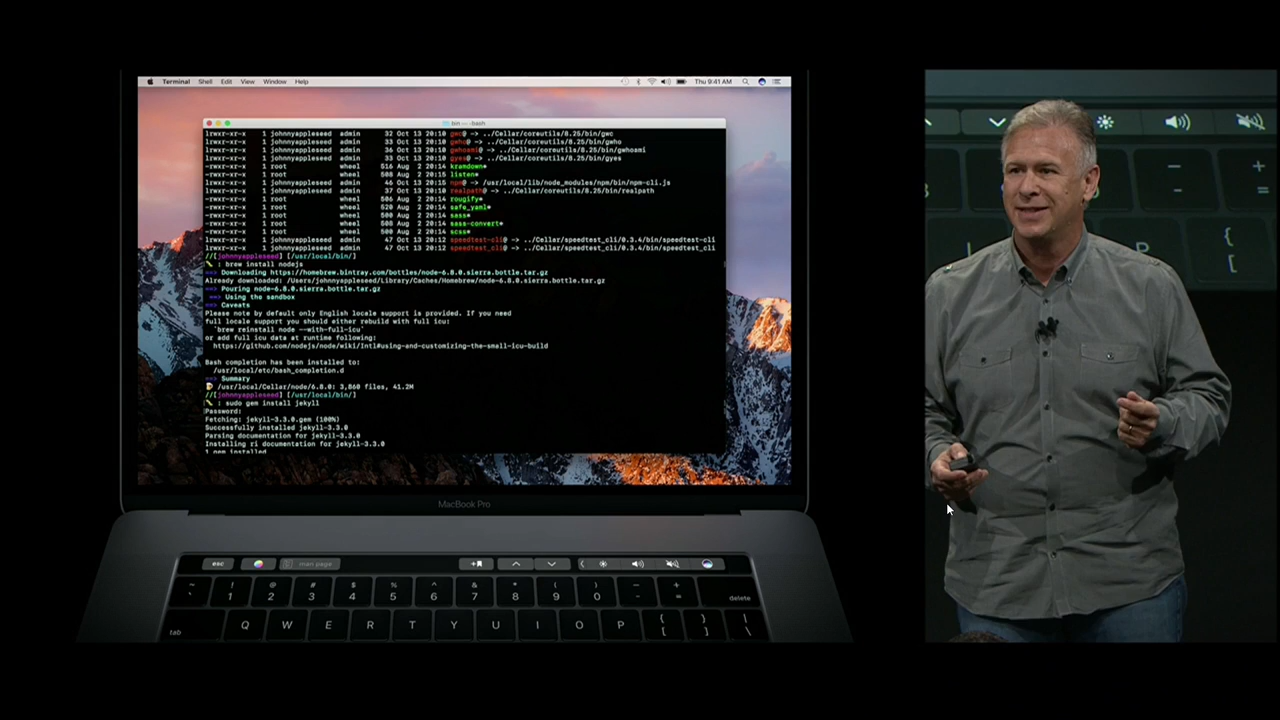 Terminal Shell Edit View Window Help Thu 9:41 AM
bin — -bash
lrwxr-xr-x 1 johnnyappleseed admin 32 Oct 13 20:10 gwc@ -> ../Cellar/coreutils/8.25/bin/gwc
lrwxr-xr-x 1 johnnyappleseed admin 33 Oct 13 20:10 gwho@ -> ../Cellar/coreutils/8.25/bin/gwho
lrwxr-xr-x 1 johnnyappleseed admin 36 Oct 13 20:10 gwhoami@ -> ../Cellar/coreutils/8.25/bin/gwhoami
lrwxr-xr-x 1 johnnyappleseed admin 33 Oct 13 20:10 gyes@ -> ../Cellar/coreutils/8.25/bin/gyes
-rwxr-xr-x 1 root wheel 516 Aug 2 20:14 kramdown*
-rwxr-xr-x 1 root wheel 508 Aug 2 20:15 listen*
lrwxr-xr-x 1 johnnyappleseed admin 46 Oct 13 20:15 npm@ -> /usr/local/lib/node_modules/npm/bin/npm-cli.js
lrwxr-xr-x 1 johnnyappleseed admin 37 Oct 13 20:10 realpath@ -> ../Cellar/coreutils/8.25/bin/realpath
-rwxr-xr-x 1 root wheel 506 Aug 2 20:14 rougify*
-rwxr-xr-x 1 root wheel 520 Aug 2 20:14 safe_yaml*
-rwxr-xr-x 1 root wheel 500 Aug 2 20:14 sass*
-rwxr-xr-x 1 root wheel 508 Aug 2 20:14 sass-convert*
-rwxr-xr-x 1 root wheel 500 Aug 2 20:14 scss*
lrwxr-xr-x 1 johnnyappleseed admin 47 Oct 13 20:12 speedtest-cli@ -> ../Cellar/speedtest_cli/0.3.4/bin/speedtest-cli
lrwxr-xr-x 1 johnnyappleseed admin 47 Oct 13 20:12 speedtest_cli@ -> ../Cellar/speedtest_cli/0.3.4/bin/speedtest_cli
//[johnnyappleseed] [/usr/local/bin/]
: brew install nodejs
==> Downloading https://homebrew.bintray.com/bottles/node-6.8.0.sierra.bottle.tar.gz
Already downloaded: /Users/johnnyappleseed/Library/Caches/Homebrew/node-6.8.0.sierra.bottle.tar.gz
==> Pouring node-6.8.0.sierra.bottle.tar.gz
==> Using the sandbox
==> Caveats
Please note by default only English locale support is provided. If you need
full locale support you should either rebuild with full icu:
`brew reinstall node --with-full-icu`
or add full icu data at runtime following:
https://github.com/nodejs/node/wiki/Intl#using-and-customizing-the-small-icu-build
Bash completion has been installed to:
/usr/local/etc/bash_completion.d
==> Summary
🍺 /usr/local/Cellar/node/6.8.0: 3,860 files, 41.2M
//[johnnyappleseed] [/usr/local/bin/]
: sudo gem install jekyll
Password:
Fetching: jekyll-3.3.0.gem (100%)
Successfully installed jekyll-3.3.0
Parsing documentation for jekyll-3.3.0
Installing ri documentation for jekyll-3.3.0
1 gem installed
MacBook Pro
esc man page
~ ` ! 1 @ 2 # 3 $ 4 % 5 ^ 6 & 7 * 8 ( 9 ) 0 _ - + = delete
tab Q W E R T Y U I O P { [ } ] | \
_ - + =
P { [